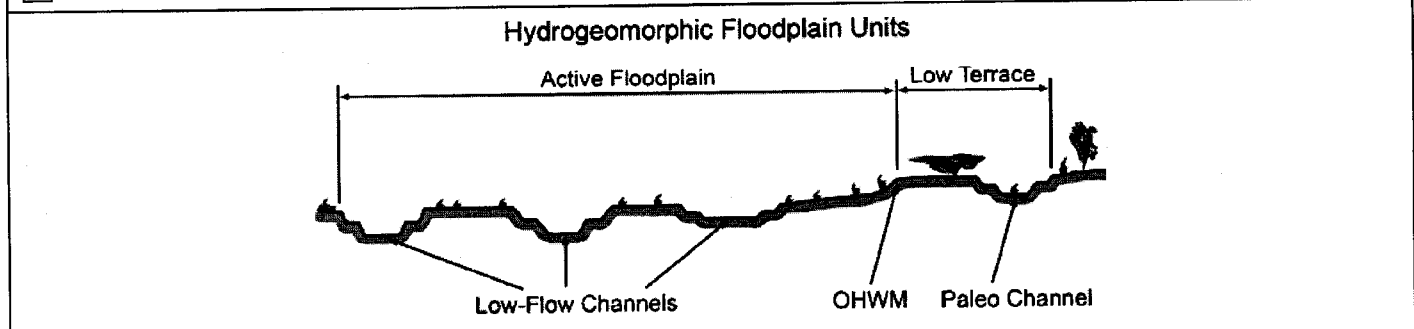 Hydrogeomorphic Floodplain Units
Active Floodplain
Low Terrace
Low-Flow Channels
OHWM
Paleo Channel